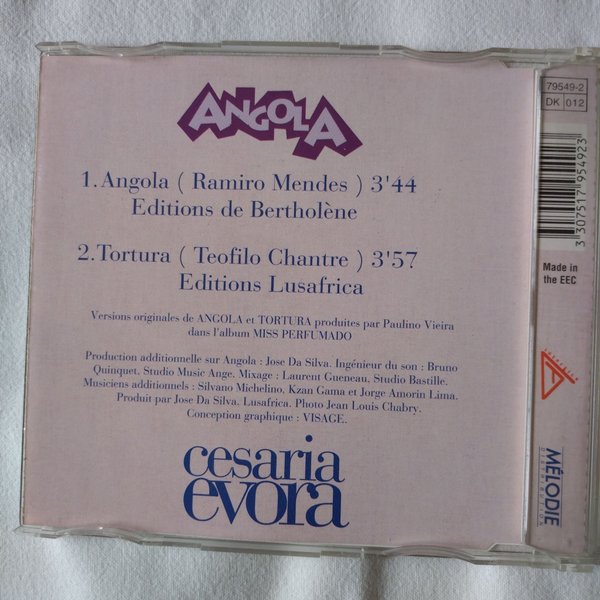 ANGOLA
1.Angola ( Ramiro Mendes ) 3'44
Editions de Bertholène
2.Tortura ( Teofilo Chantre ) 3'57
Editions Lusafrica
Versions originales de ANGOLA et TORTURA produites par Paulino Vieira
dans l'album MISS PERFUMADO
Production additionnelle sur Angola : Jose Da Silva. Ingénieur du son : Bruno
Quinquet. Studio Music Ange. Mixage : Laurent Gueneau. Studio Bastille.
Musiciens additionnels : Silvano Michelino, Kzan Gama et Jorge Amorin Lima.
Produit par Jose Da Silva. Lusafrica. Photo Jean Louis Chabry.
Conception graphique : VISAGE.
cesaria
evora
79549-2
DK 012
3 307517 954923
Made in
the EEC
MÉLODIE
DISTRIBUTION